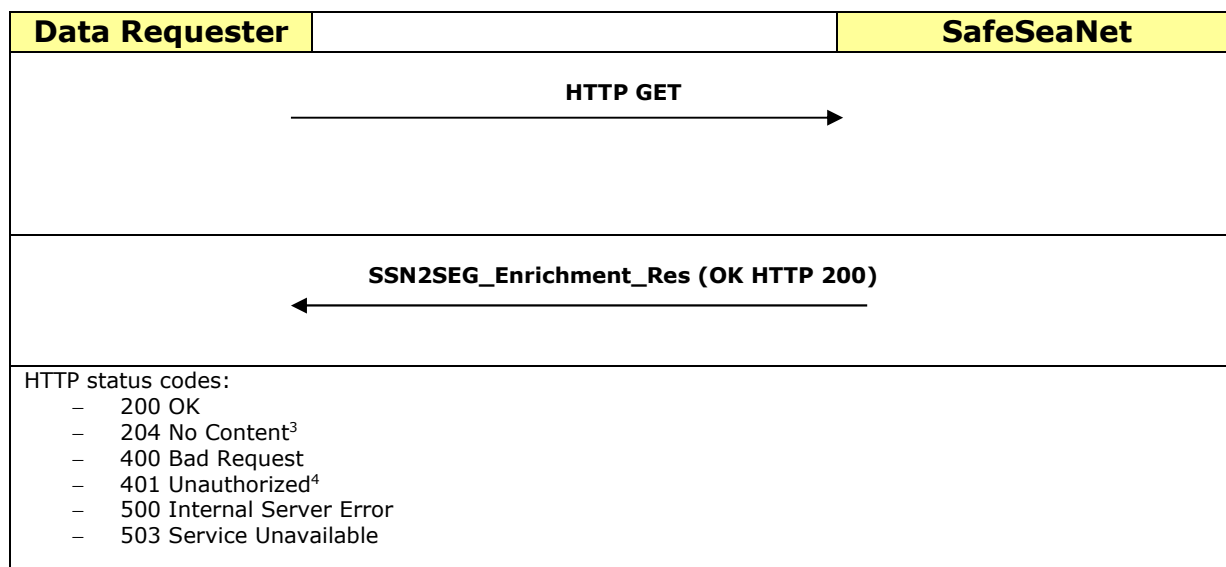 Data Requester SafeSeaNet
HTTP GET
SSN2SEG_Enrichment_Res (OK HTTP 200)
HTTP status codes:
– 200 OK
– 204 No Content³
– 400 Bad Request
– 401 Unauthorized⁴
– 500 Internal Server Error
– 503 Service Unavailable